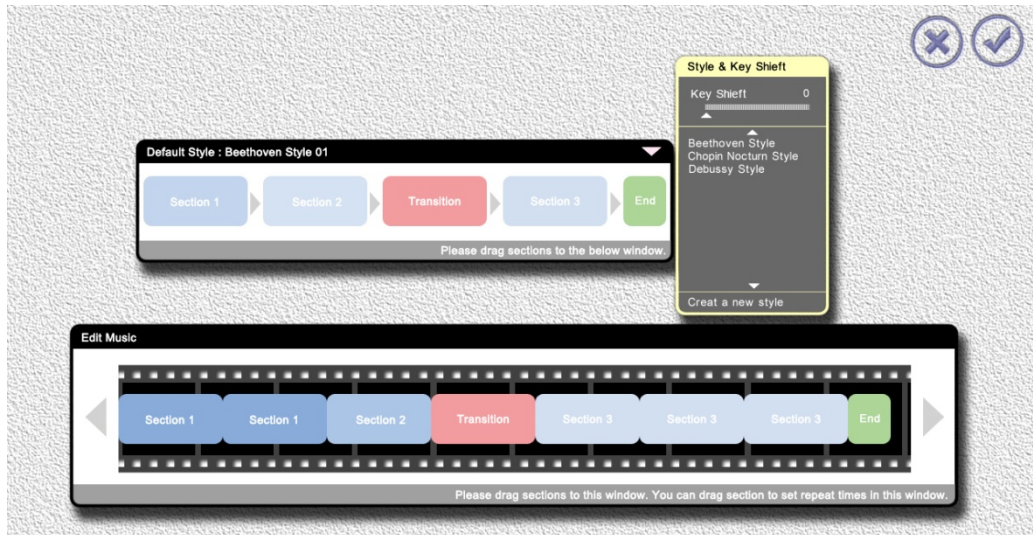 Style & Key Shieft
Key Shieft 0
Beethoven Style
Chopin Nocturn Style
Debussy Style
Creat a new style
Default Style : Beethoven Style 01
Section 1 Section 2 Transition Section 3 End
Please drag sections to the below window.
Edit Music
Section 1 Section 1 Section 2 Transition Section 3 Section 3 Section 3 End
Please drag sections to this window. You can drag section to set repeat times in this window.